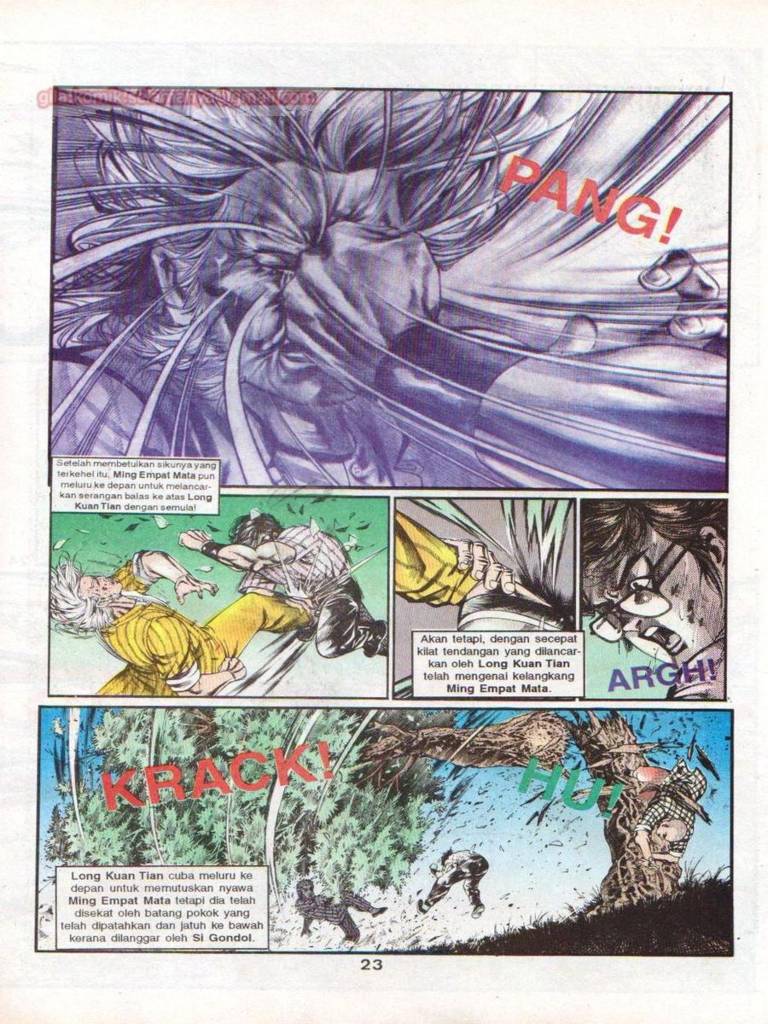 PANG!
Setelah membetulkan sikunya yang
terkehel itu, Ming Empat Mata pun
meluru ke depan untuk melancar-
kan serangan balas ke atas Long
Kuan Tian dengan semula!
Akan tetapi, dengan secepat
kilat tendangan yang dilancar-
kan oleh Long Kuan Tian
telah mengenai kelangkang
Ming Empat Mata.
ARGH!
KRACK!
HU!
Long Kuan Tian cuba meluru ke
depan untuk memutuskan nyawa
Ming Empat Mata tetapi dia telah
disekat oleh batang pokok yang
telah dipatahkan dan jatuh ke bawah
kerana dilanggar oleh Si Gondol.
23